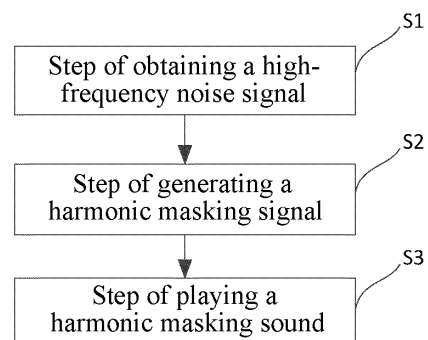 S1
Step of obtaining a high-
frequency noise signal
S2
Step of generating a
harmonic masking signal
S3
Step of playing a
harmonic masking sound